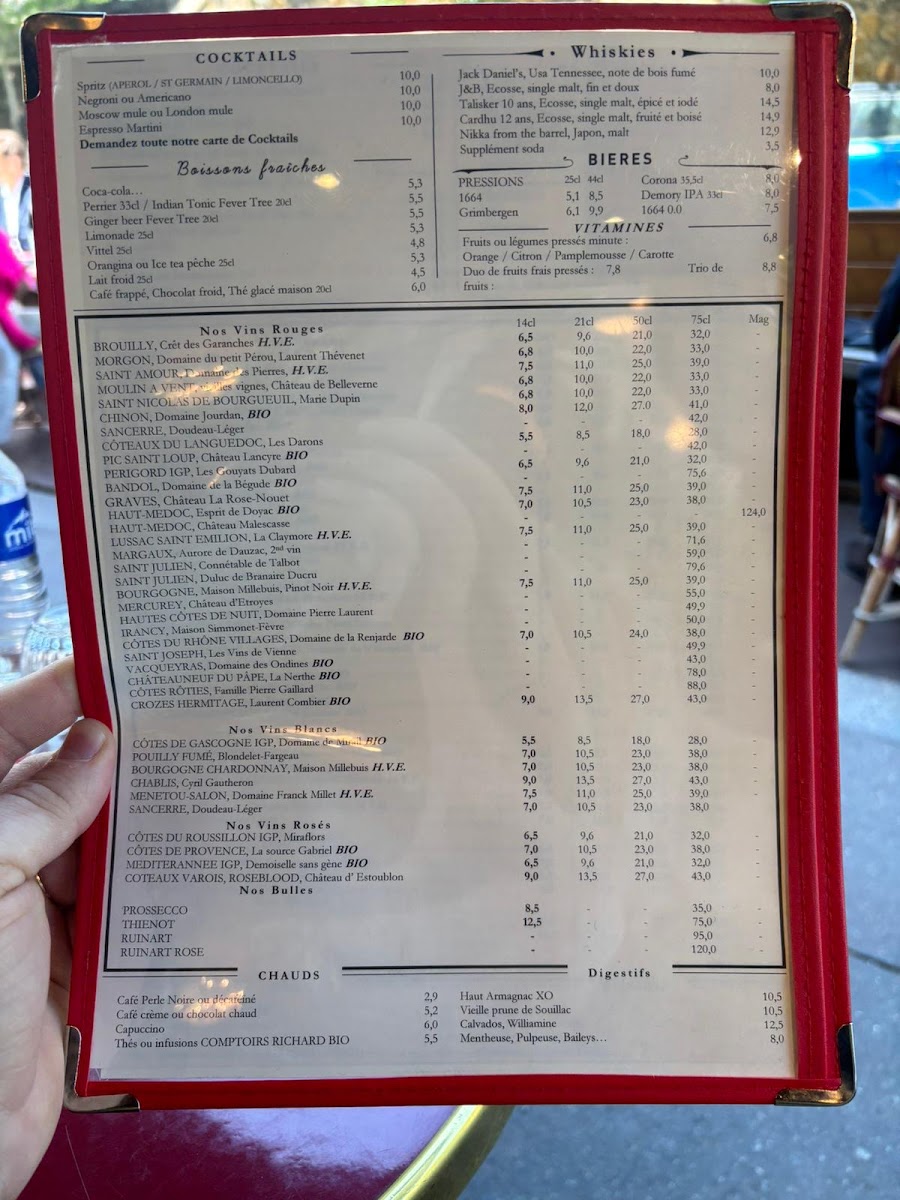 COCKTAILS
Spritz (APEROL / ST GERMAIN / LIMONCELLO) 10,0
Negroni ou Americano 10,0
Moscow mule ou London mule 10,0
Espresso Martini 10,0
Demandez toute notre carte de Cocktails
Boissons fraîches
Coca-cola… 5,3
Perrier 33cl / Indian Tonic Fever Tree 20cl 5,5
Ginger beer Fever Tree 20cl 5,5
Limonade 25cl 5,3
Vittel 25cl 4,8
Orangina ou Ice tea pêche 25cl 5,3
Lait froid 25cl 4,5
Café frappé, Chocolat froid, Thé glacé maison 20cl 6,0
Whiskies
Jack Daniel's, Usa Tennessee, note de bois fumé 10,0
J&B, Ecosse, single malt, fin et doux 8,0
Talisker 10 ans, Ecosse, single malt, épicé et iodé 14,5
Cardhu 12 ans, Ecosse, single malt, fruité et boisé 14,9
Nikka from the barrel, Japon, malt 12,9
Supplément soda 3,5
BIERES
PRESSIONS 25cl 44cl Corona 35,5cl 8,0
1664 5,1 8,5 Demory IPA 33cl 8,0
Grimbergen 6,1 9,9 1664 0.0 7,5
VITAMINES
Fruits ou légumes pressés minute : 6,8
Orange / Citron / Pamplemousse / Carotte
Duo de fruits frais pressés : 7,8 Trio de 8,8
fruits :
Nos Vins Rouges 14cl 21cl 50cl 75cl Mag
BROUILLY, Crêt des Garanches H.V.E. 6,5 9,6 21,0 32,0 -
MORGON, Domaine du petit Pérou, Laurent Thévenet 6,8 10,0 22,0 33,0 -
SAINT AMOUR, Domaine des Pierres, H.V.E. 7,5 11,0 25,0 39,0 -
MOULIN A VENT, vieilles vignes, Château de Belleverne 6,8 10,0 22,0 33,0 -
SAINT NICOLAS DE BOURGUEUIL, Marie Dupin 6,8 10,0 22,0 33,0 -
CHINON, Domaine Jourdan, BIO 8,0 12,0 27.0 41,0 -
SANCERRE, Doudeau-Léger - - - 42,0 -
CÔTEAUX DU LANGUEDOC, Les Darons 5,5 8,5 18,0 28,0 -
PIC SAINT LOUP, Château Lancyre BIO - - - 42,0 -
PERIGORD IGP, Les Gouyats Dubard 6,5 9,6 21,0 32,0 -
BANDOL, Domaine de la Bégude BIO - - - 75,6 -
GRAVES, Château La Rose-Nouet 7,5 11,0 25,0 39,0 -
HAUT-MEDOC, Esprit de Doyac BIO 7,0 10,5 23,0 38,0 -
HAUT-MEDOC, Château Malescasse - - - - 124,0
LUSSAC SAINT EMILION, La Claymore H.V.E. 7,5 11,0 25,0 39,0 -
MARGAUX, Aurore de Dauzac, 2nd vin - - - 71,6 -
SAINT JULIEN, Connétable de Talbot - - - 59,0 -
SAINT JULIEN, Duluc de Branaire Ducru - - - 79,6 -
BOURGOGNE, Maison Millebuis, Pinot Noir H.V.E. 7,5 11,0 25,0 39,0 -
MERCUREY, Château d'Etroyes - - - 55,0 -
HAUTES CÔTES DE NUIT, Domaine Pierre Laurent - - - 49,9 -
IRANCY, Maison Simmonet-Fèvre - - - 50,0 -
CÔTES DU RHÔNE VILLAGES, Domaine de la Renjarde BIO 7,0 10,5 24,0 38,0 -
SAINT JOSEPH, Les Vins de Vienne - - - 49,9 -
VACQUEYRAS, Domaine des Ondines BIO - - - 43,0 -
CHÂTEAUNEUF DU PÂPE, La Nerthe BIO - - - 78,0 -
CÔTES RÔTIES, Famille Pierre Gaillard - - - 88,0 -
CROZES HERMITAGE, Laurent Combier BIO 9,0 13,5 27,0 43,0 -
Nos Vins Blancs
CÔTES DE GASCOGNE IGP, Domaine de Mirail BIO 5,5 8,5 18,0 28,0 -
POUILLY FUMÉ, Blondelet-Fargeau 7,0 10,5 23,0 38,0 -
BOURGOGNE CHARDONNAY, Maison Millebuis H.V.E. 7,0 10,5 23,0 38,0 -
CHABLIS, Cyril Gautheron 9,0 13,5 27,0 43,0 -
MENETOU-SALON, Domaine Franck Millet H.V.E. 7,5 11,0 25,0 39,0 -
SANCERRE, Doudeau-Léger 7,0 10,5 23,0 38,0 -
Nos Vins Rosés
CÔTES DU ROUSSILLON IGP, Miraflors 6,5 9,6 21,0 32,0 -
CÔTES DE PROVENCE, La source Gabriel BIO 7,0 10,5 23,0 38,0 -
MEDITERANNEE IGP, Demoiselle sans gêne BIO 6,5 9,6 21,0 32,0 -
COTEAUX VAROIS, ROSEBLOOD, Château d' Estoublon 9,0 13,5 27,0 43,0 -
Nos Bulles
PROSSECCO 8,5 - - 35,0 -
THIENOT 12,5 - - 75,0 -
RUINART - - - 95,0 -
RUINART ROSE - - - 120,0 -
CHAUDS
Café Perle Noire ou décaféiné 2,9
Café crème ou chocolat chaud 5,2
Capuccino 6,0
Thés ou infusions COMPTOIRS RICHARD BIO 5,5
Digestifs
Haut Armagnac XO 10,5
Vieille prune de Souillac 10,5
Calvados, Williamine 12,5
Mentheuse, Pulpeuse, Baileys… 8,0